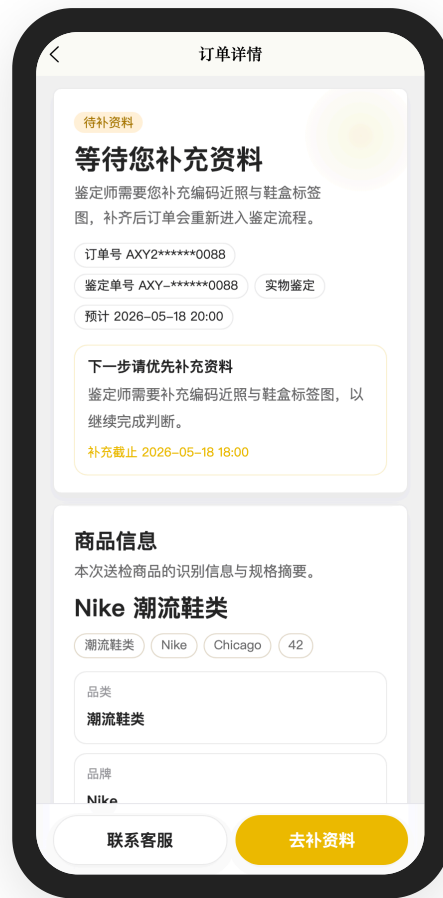 订单详情
待补资料
等待您补充资料
鉴定师需要您补充编码近照与鞋盒标签
图，补齐后订单会重新进入鉴定流程。
订单号 AXY2******0088
鉴定单号 AXY-******0088 实物鉴定
预计 2026-05-18 20:00
下一步请优先补充资料
鉴定师需要补充编码近照与鞋盒标签图，以
继续完成判断。
补充截止 2026-05-18 18:00
商品信息
本次送检商品的识别信息与规格摘要。
Nike 潮流鞋类
潮流鞋类 Nike Chicago 42
品类
潮流鞋类
品牌
Nike
联系客服 去补资料